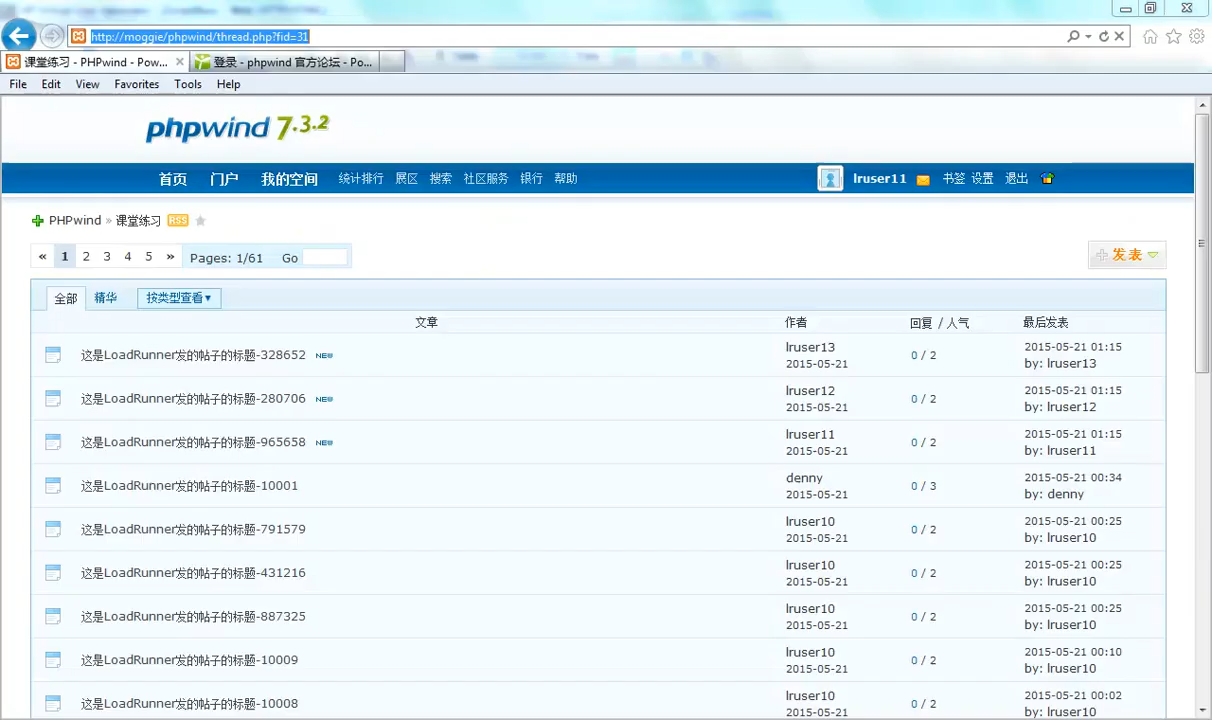 http://moggie/phpwind/thread.php?fid=31
课堂练习 - PHPwind - Pow... 登录 - phpwind 官方论坛 - Po...
File Edit View Favorites Tools Help
phpwind 7.3.2
首页 门户 我的空间 统计排行 展区 搜索 社区服务 银行 帮助 lruser11 书签 设置 退出
PHPwind » 课堂练习 RSS
« 1 2 3 4 5 » Pages: 1/61 Go 发表
全部 精华 按类型查看▾
文章 作者 回复 / 人气 最后发表
这是LoadRunner发的帖子的标题-328652 NEW lruser13 0 / 2 2015-05-21 01:15
2015-05-21 by: lruser13
这是LoadRunner发的帖子的标题-280706 NEW lruser12 0 / 2 2015-05-21 01:15
2015-05-21 by: lruser12
这是LoadRunner发的帖子的标题-965658 NEW lruser11 0 / 2 2015-05-21 01:15
2015-05-21 by: lruser11
这是LoadRunner发的帖子的标题-10001 denny 0 / 3 2015-05-21 00:34
2015-05-21 by: denny
这是LoadRunner发的帖子的标题-791579 lruser10 0 / 2 2015-05-21 00:25
2015-05-21 by: lruser10
这是LoadRunner发的帖子的标题-431216 lruser10 0 / 2 2015-05-21 00:25
2015-05-21 by: lruser10
这是LoadRunner发的帖子的标题-887325 lruser10 0 / 2 2015-05-21 00:25
2015-05-21 by: lruser10
这是LoadRunner发的帖子的标题-10009 lruser10 0 / 2 2015-05-21 00:10
2015-05-21 by: lruser10
这是LoadRunner发的帖子的标题-10008 lruser10 0 / 2 2015-05-21 00:02
2015-05-21 by: lruser10